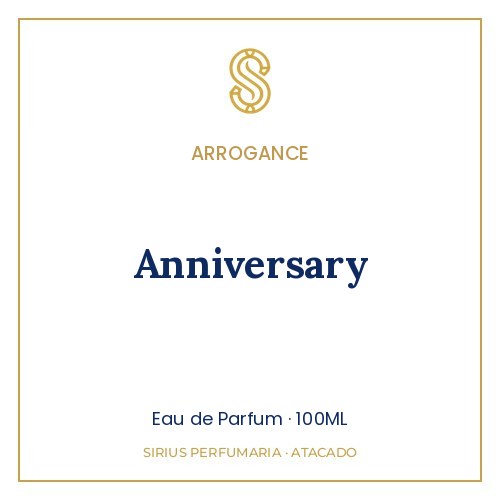 ARROGANCE
Anniversary
Eau de Parfum · 100ML
SIRIUS PERFUMARIA · ATACADO